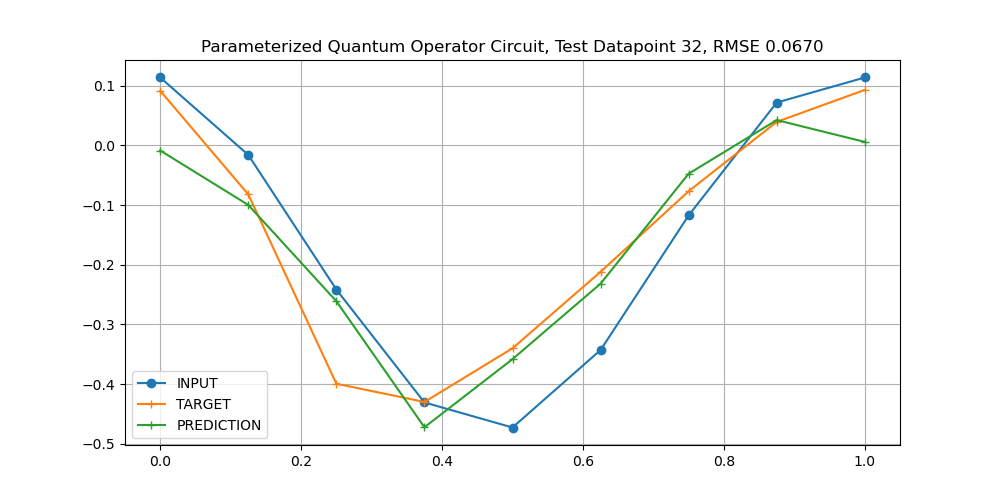 Parameterized Quantum Operator Circuit, Test Datapoint 32, RMSE 0.0670
0.1
0.0
−0.1
−0.2
−0.3
−0.4
−0.5
INPUT
TARGET
PREDICTION
0.0 0.2 0.4 0.6 0.8 1.0